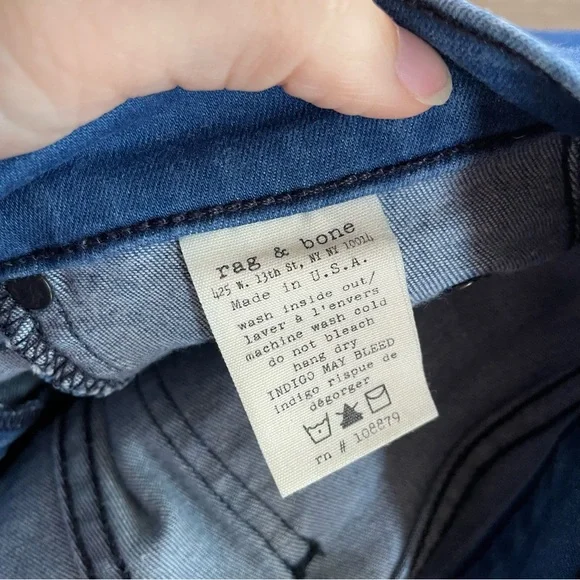 rag & bone
425 W. 13th St, NY NY 10014
Made in U.S.A.
wash inside out/
laver à l'envers
machine wash cold
do not bleach
hang dry
INDIGO MAY BLEED
indigo rispue de
dégorger
rn # 108879